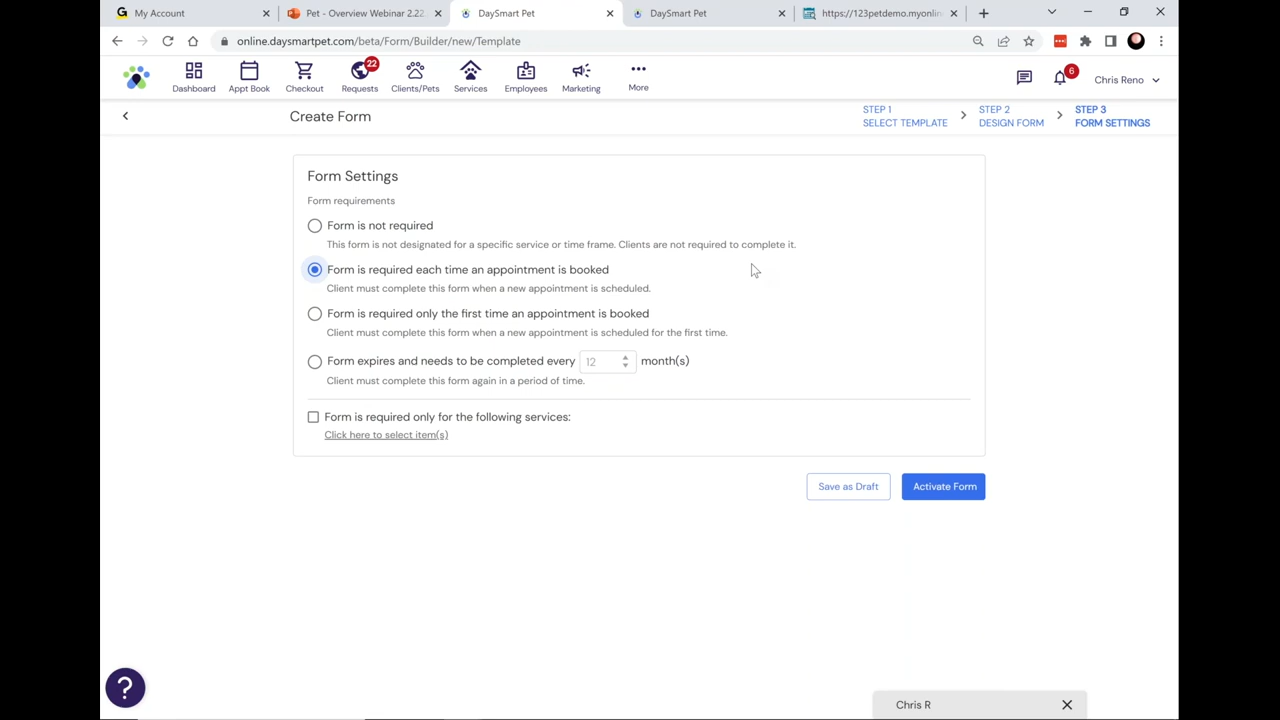 My Account
Pet - Overview Webinar 2.22.
DaySmart Pet
DaySmart Pet
https://123petdemo.myonlin
online.daysmartpet.com/beta/Form/Builder/new/Template
Dashboard
Appt Book
Checkout
22
Requests
Clients/Pets
Services
Employees
Marketing
More
6
Chris Reno
Create Form
STEP 1
SELECT TEMPLATE
STEP 2
DESIGN FORM
STEP 3
FORM SETTINGS
Form Settings
Form requirements
Form is not required
This form is not designated for a specific service or time frame. Clients are not required to complete it.
Form is required each time an appointment is booked
Client must complete this form when a new appointment is scheduled.
Form is required only the first time an appointment is booked
Client must complete this form when a new appointment is scheduled for the first time.
Form expires and needs to be completed every 12 month(s)
Client must complete this form again in a period of time.
Form is required only for the following services:
Click here to select item(s)
Save as Draft
Activate Form
?
Chris R